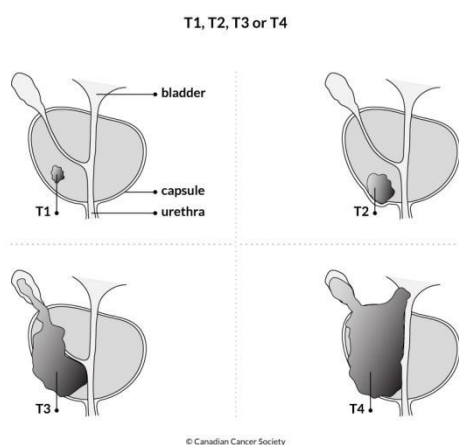 T1, T2, T3 or T4
bladder
capsule
T1
urethra
T2
T3
T4
© Canadian Cancer Society